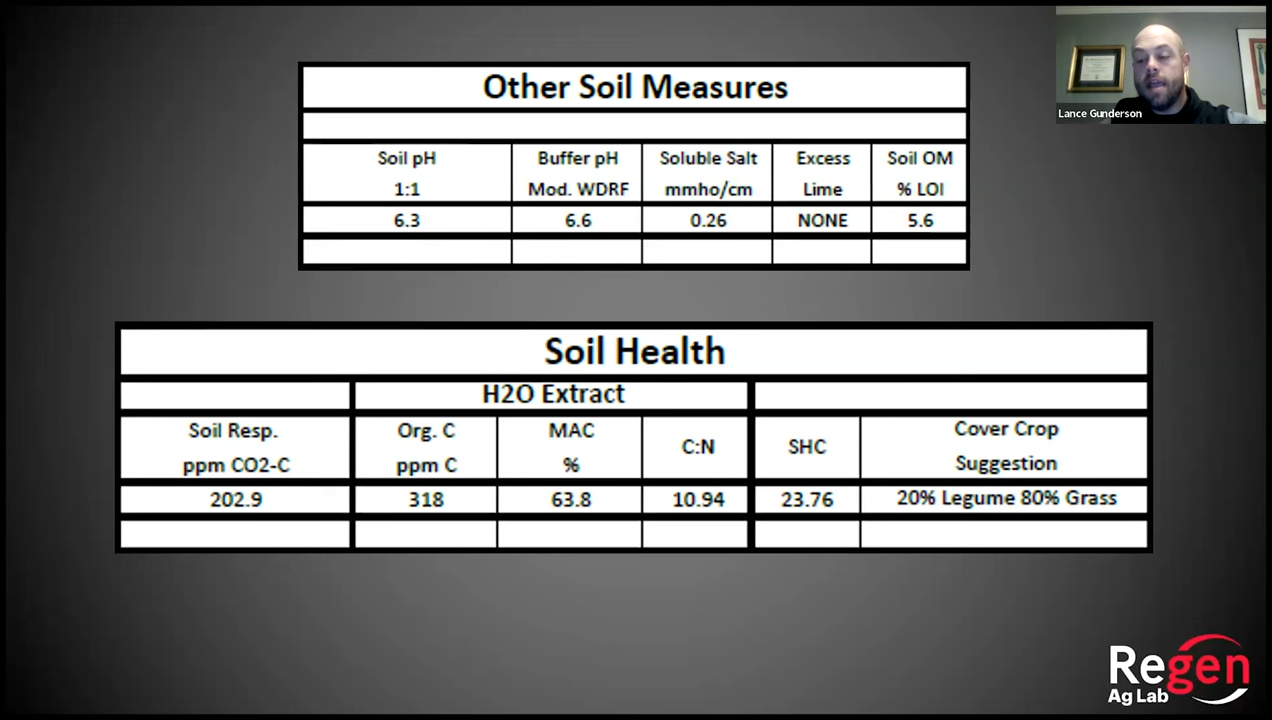 Lance Gunderson
Other Soil Measures
Soil pH Buffer pH Soluble Salt Excess Soil OM
1:1 Mod. WDRF mmho/cm Lime % LOI
6.3 6.6 0.26 NONE 5.6
Soil Health
H2O Extract
Soil Resp. Org. C MAC C:N SHC Cover Crop
ppm CO2-C ppm C % Suggestion
202.9 318 63.8 10.94 23.76 20% Legume 80% Grass
Regen
Ag Lab